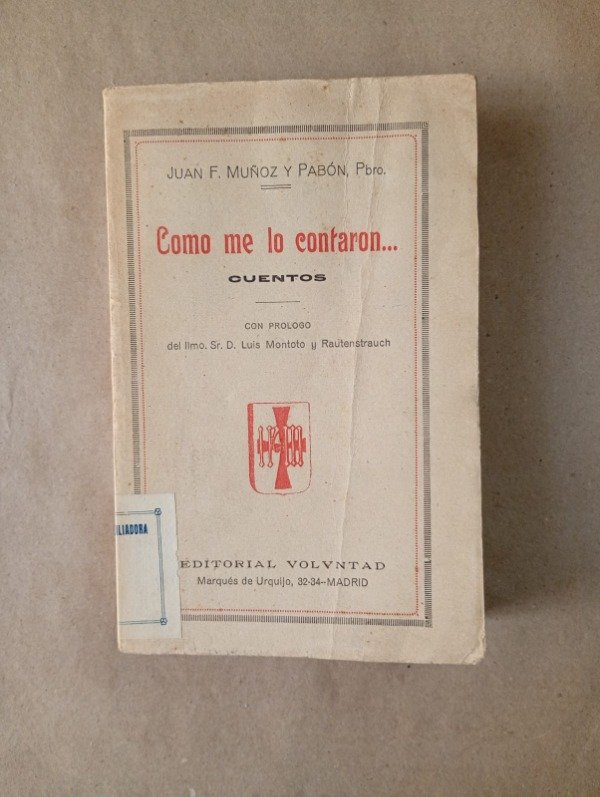 JUAN F. MUÑOZ Y PABÓN, Pbro.
Como me lo contaron...
CUENTOS
CON PROLOGO
del Ilmo. Sr. D. Luis Montoto y Rautenstrauch
ILIADORA
EDITORIAL VOLVNTAD
Marqués de Urquijo, 32-34--MADRID